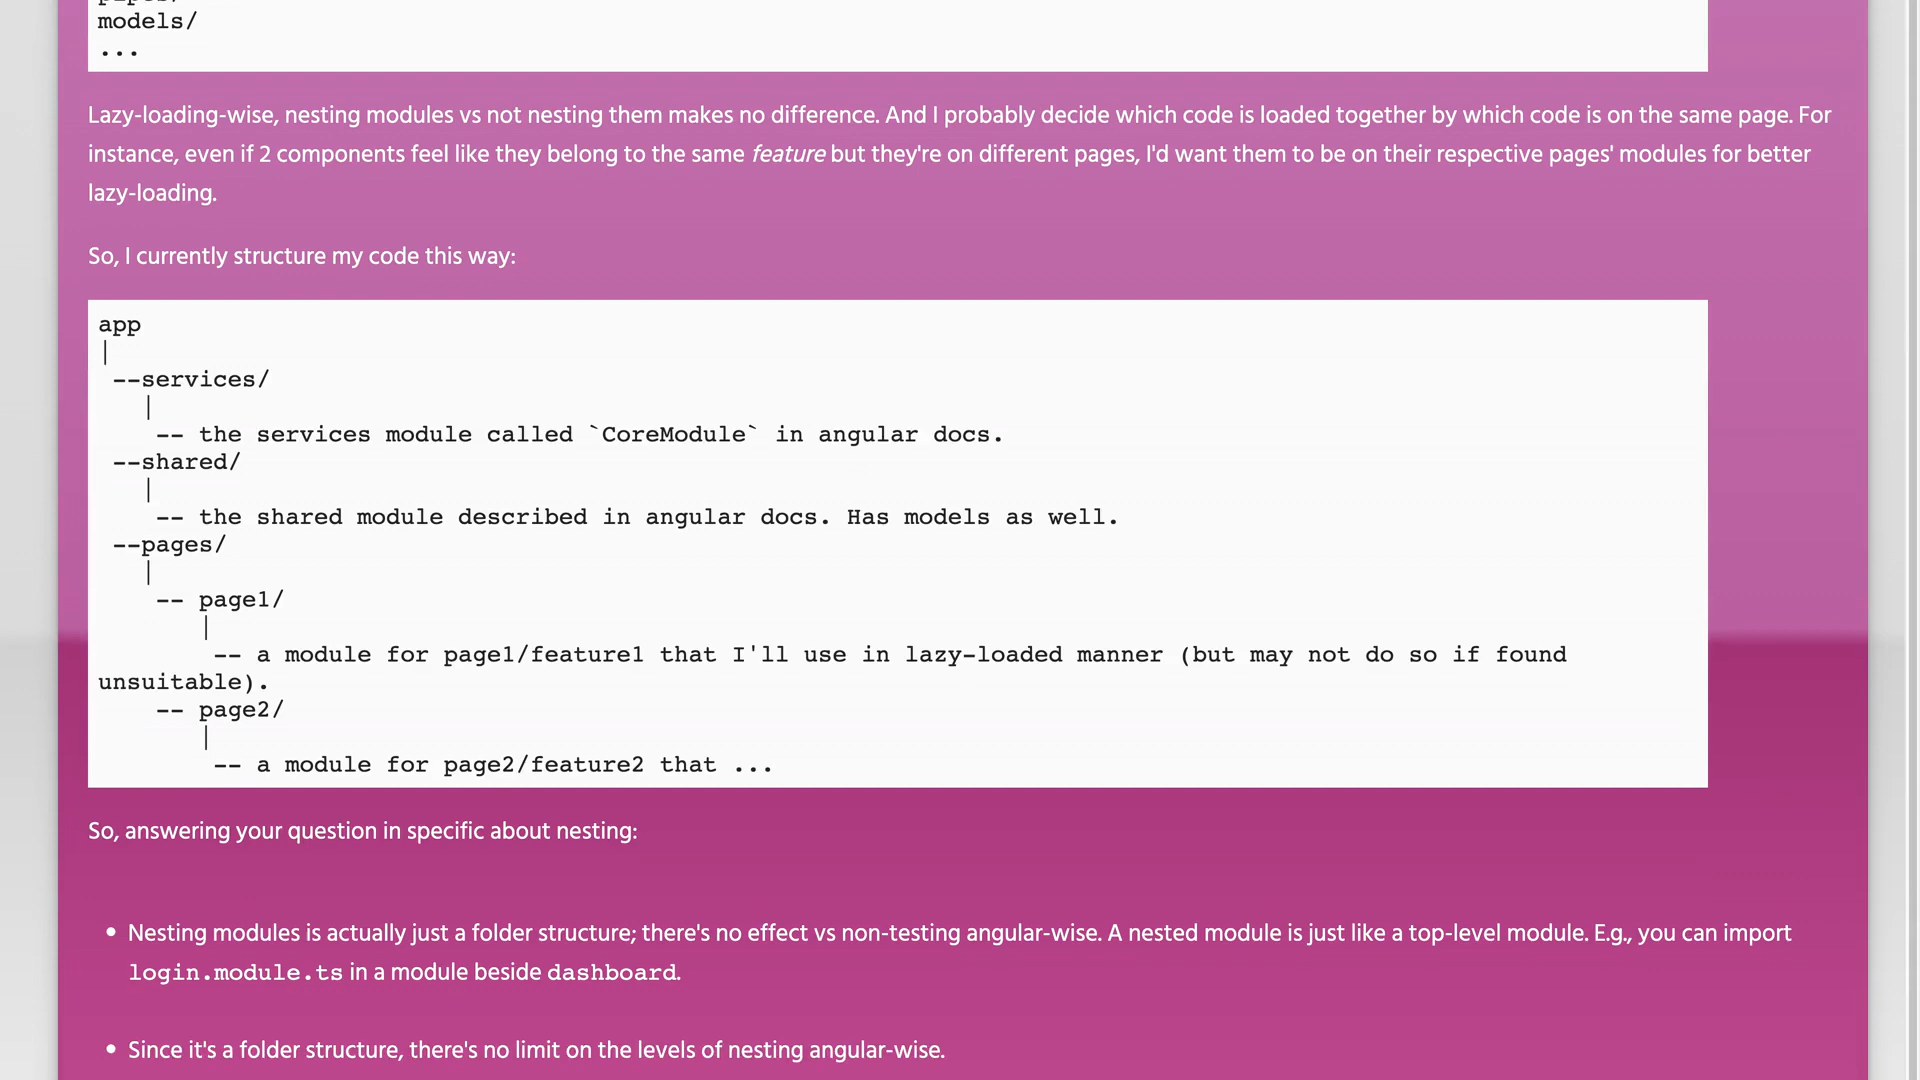 models/
...
Lazy-loading-wise, nesting modules vs not nesting them makes no difference. And I probably decide which code is loaded together by which code is on the same page. For
instance, even if 2 components feel like they belong to the same feature but they're on different pages, I'd want them to be on their respective pages' modules for better
lazy-loading.
So, I currently structure my code this way:
app
|
--services/
|
-- the services module called `CoreModule` in angular docs.
--shared/
|
-- the shared module described in angular docs. Has models as well.
--pages/
|
-- page1/
|
-- a module for page1/feature1 that I'll use in lazy-loaded manner (but may not do so if found
unsuitable).
-- page2/
|
-- a module for page2/feature2 that ...
So, answering your question in specific about nesting:
• Nesting modules is actually just a folder structure; there's no effect vs non-testing angular-wise. A nested module is just like a top-level module. E.g., you can import
login.module.ts in a module beside dashboard.
• Since it's a folder structure, there's no limit on the levels of nesting angular-wise.